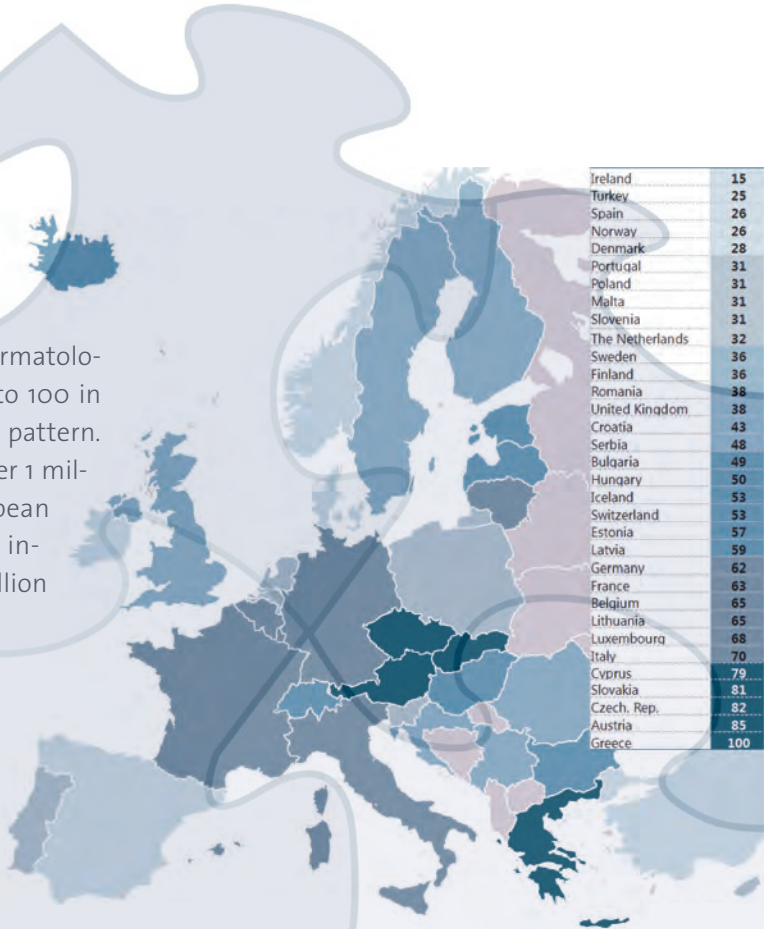 rmatolo-
to 100 in
pattern.
er 1 mil-
pean
in-
llion
Ireland 15
Turkey 25
Spain 26
Norway 26
Denmark 28
Portugal 31
Poland 31
Malta 31
Slovenia 31
The Netherlands 32
Sweden 36
Finland 36
Romania 38
United Kingdom 38
Croatia 43
Serbia 48
Bulgaria 49
Hungary 50
Iceland 53
Switzerland 53
Estonia 57
Latvia 59
Germany 62
France 63
Belgium 65
Lithuania 65
Luxembourg 68
Italy 70
Cyprus 79
Slovakia 81
Czech. Rep. 82
Austria 85
Greece 100